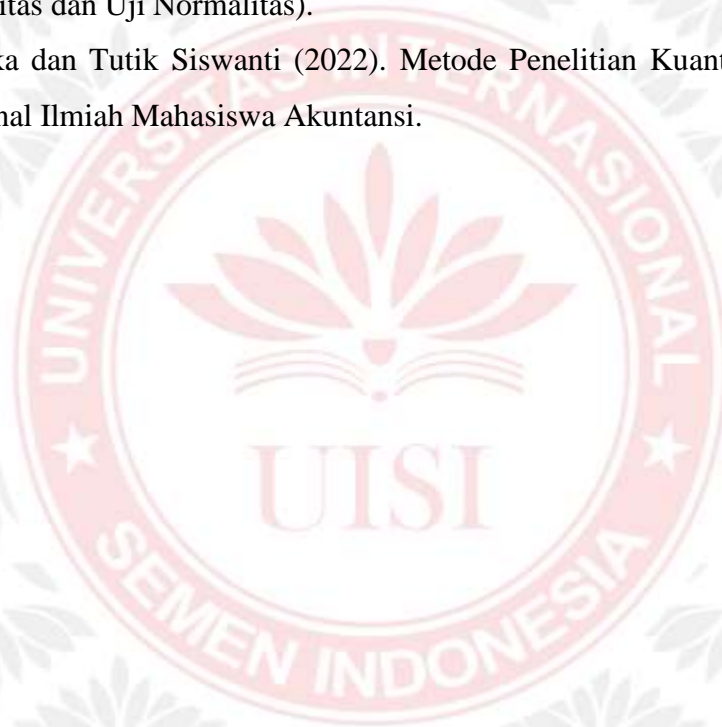 itas dan Uji Normalitas).
ka dan Tutik Siswanti (2022). Metode Penelitian Kuant
nal Ilmiah Mahasiswa Akuntansi.
UNIVERSITAS INTERNASIONAL
UISI
SEMEN INDONESIA